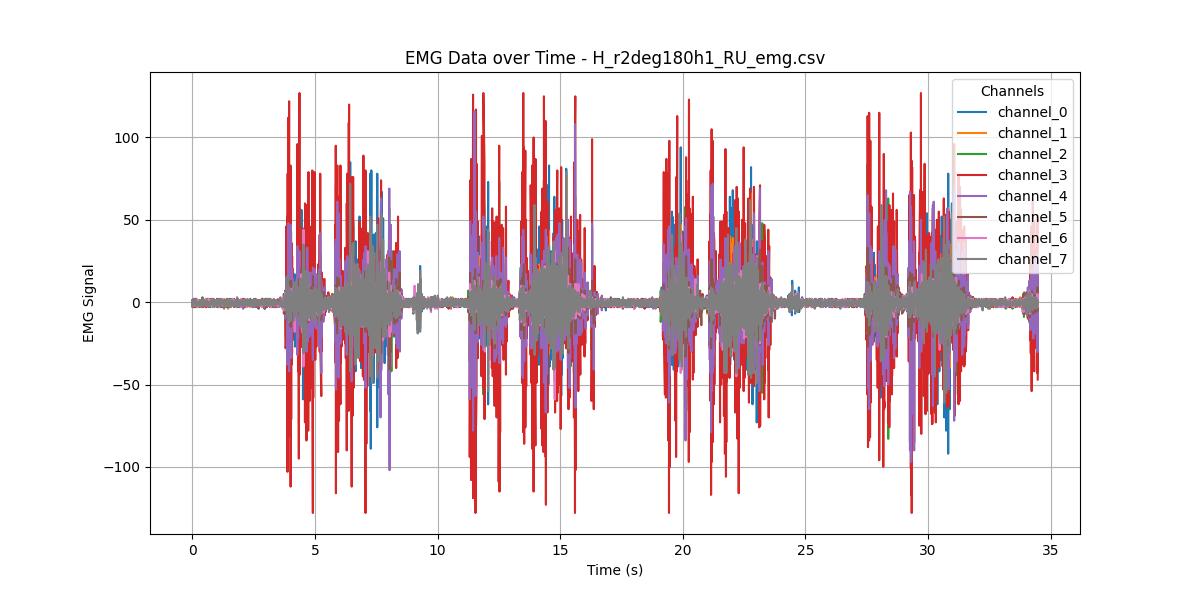 EMG Data over Time - H_r2deg180h1_RU_emg.csv
Channels
channel_0
channel_1
channel_2
channel_3
channel_4
channel_5
channel_6
channel_7
EMG Signal
100
50
0
−50
−100
0 5 10 15 20 25 30 35
Time (s)